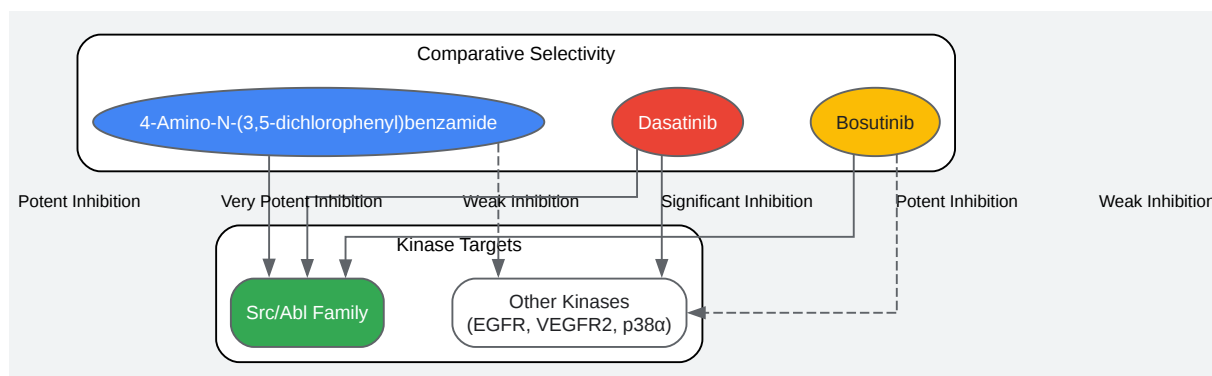 Comparative Selectivity
4-Amino-N-(3,5-dichlorophenyl)benzamide
Dasatinib
Bosutinib
Potent Inhibition
Very Potent Inhibition
Weak Inhibition
Significant Inhibition
Potent Inhibition
Weak Inhibition
Kinase Targets
Src/Abl Family
Other Kinases
(EGFR, VEGFR2, p38α)